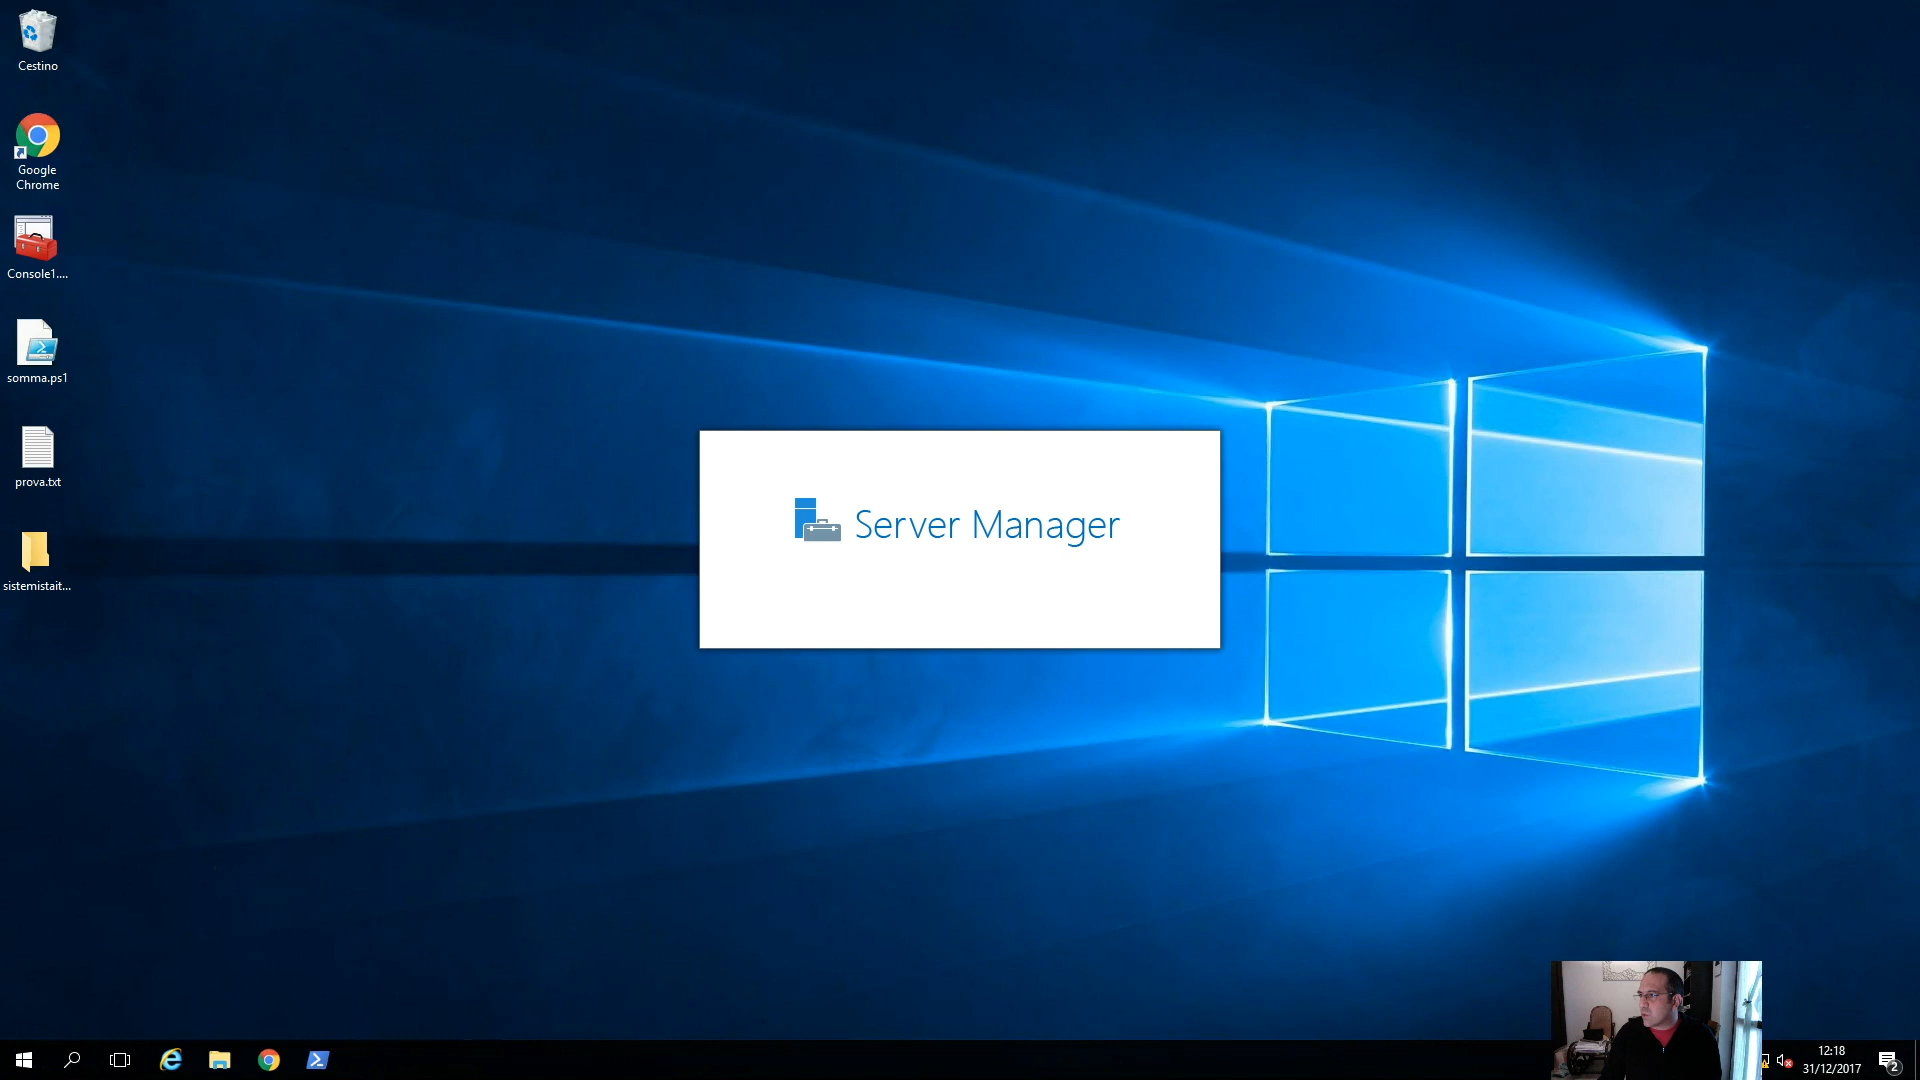 Cestino
Google
Chrome
Console1....
somma.ps1
prova.txt
sistemistait...
Server Manager
12:18
31/12/2017
2